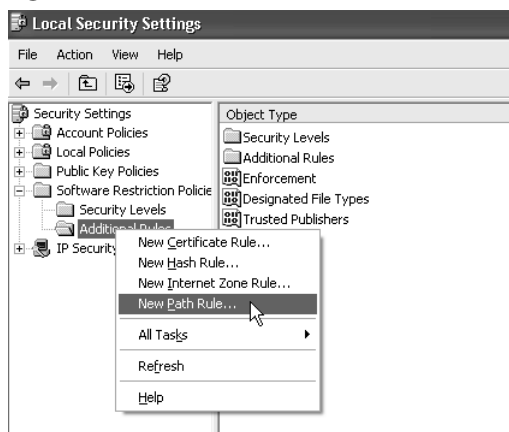 Local Security Settings
File Action View Help
Security Settings
Account Policies
Local Policies
Public Key Policies
Software Restriction Policie
Security Levels
Additional Rules
IP Security
Object Type
Security Levels
Additional Rules
Enforcement
Designated File Types
Trusted Publishers
New Certificate Rule...
New Hash Rule...
New Internet Zone Rule...
New Path Rule...
All Tasks
Refresh
Help